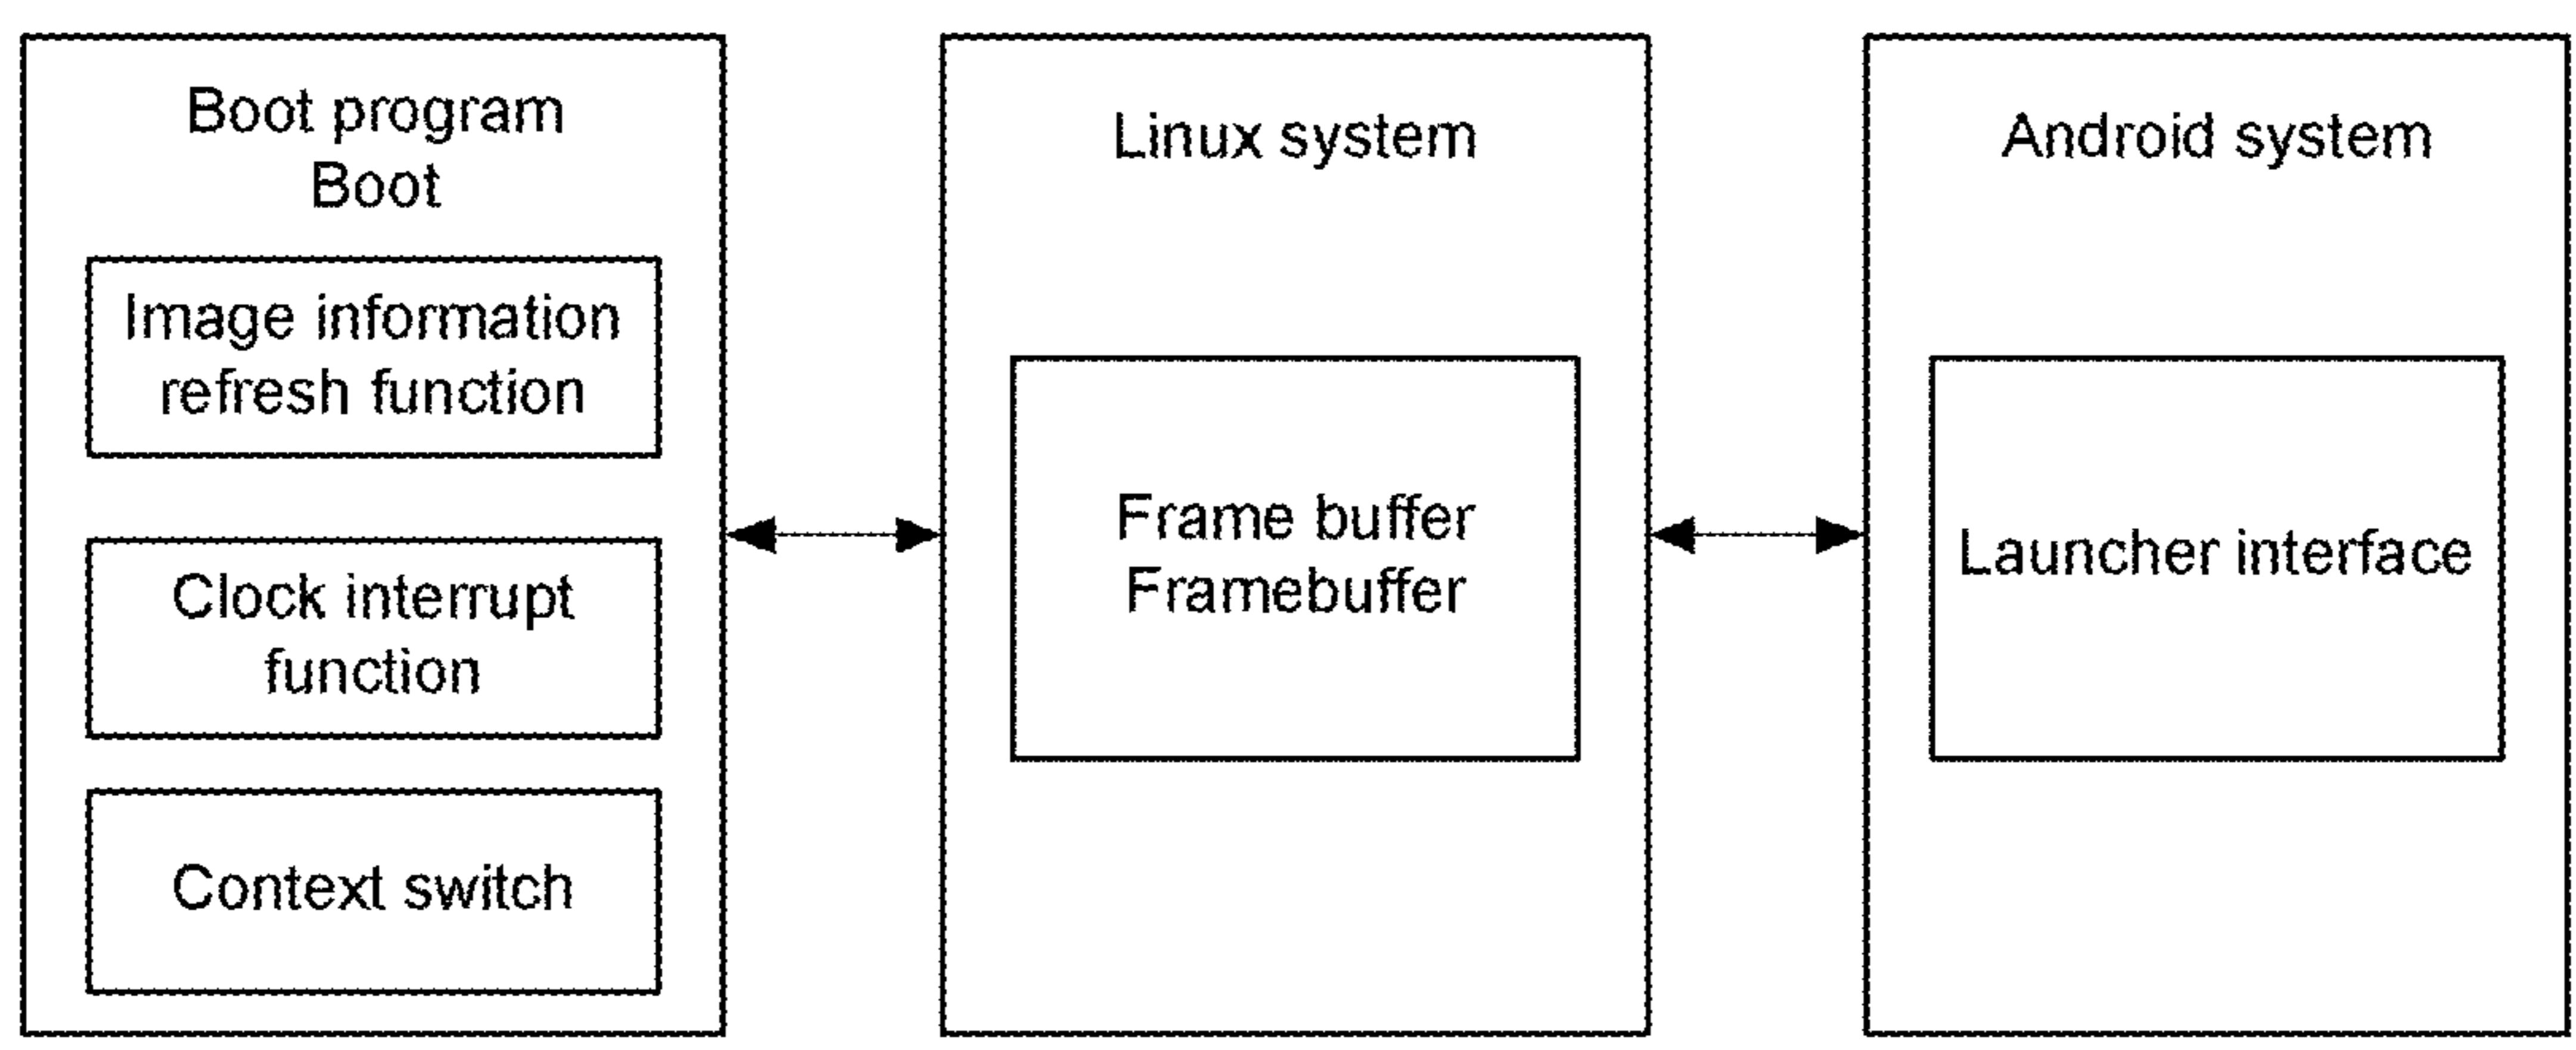 Boot program
Boot
Image information
refresh function
Clock interrupt
function
Context switch
Linux system
Frame buffer
Framebuffer
Android system
Launcher interface